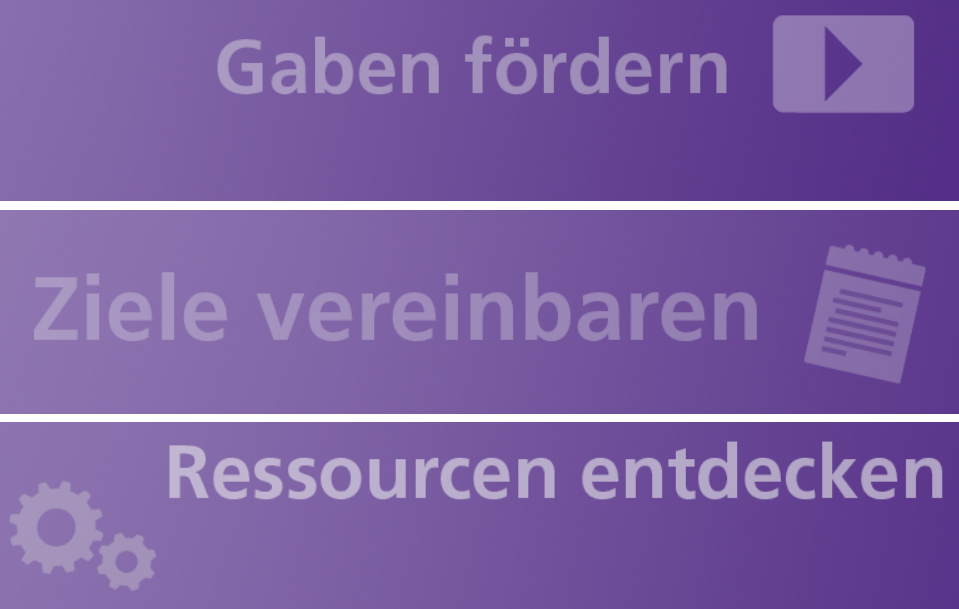 Gaben fördern
Ziele vereinbaren
Ressourcen entdecken